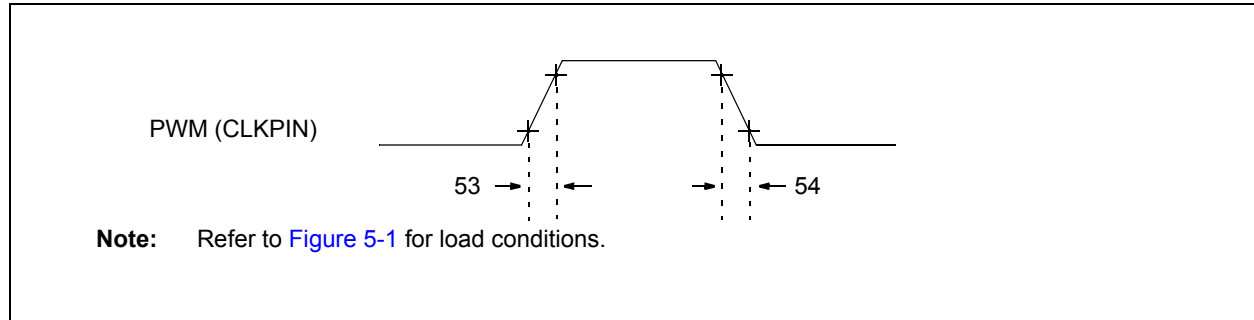 PWM (CLKPIN)
53
54
Note: Refer to Figure 5-1 for load conditions.